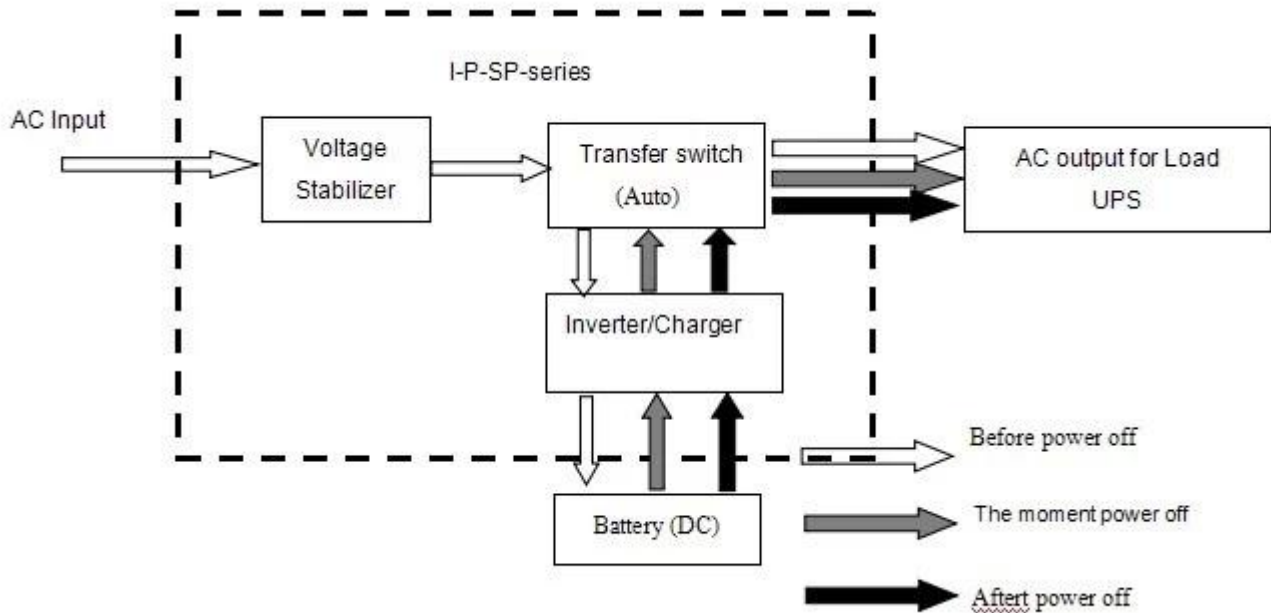 I-P-SP-series
AC Input
Voltage
Stabilizer
Transfer switch
(Auto)
AC output for Load
UPS
Inverter/Charger
Before power off
Battery (DC)
The moment power off
Aftert power off